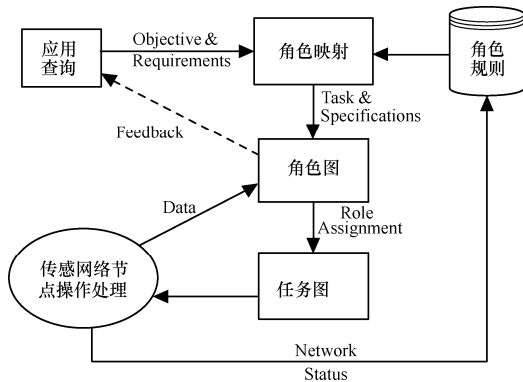 应用
查询
Objective &
Requirements
角色映射
角色
规则
Task &
Specifications
Feedback
角色图
Data
Role
Assignment
传感网络节
点操作处理
任务图
Network
Status